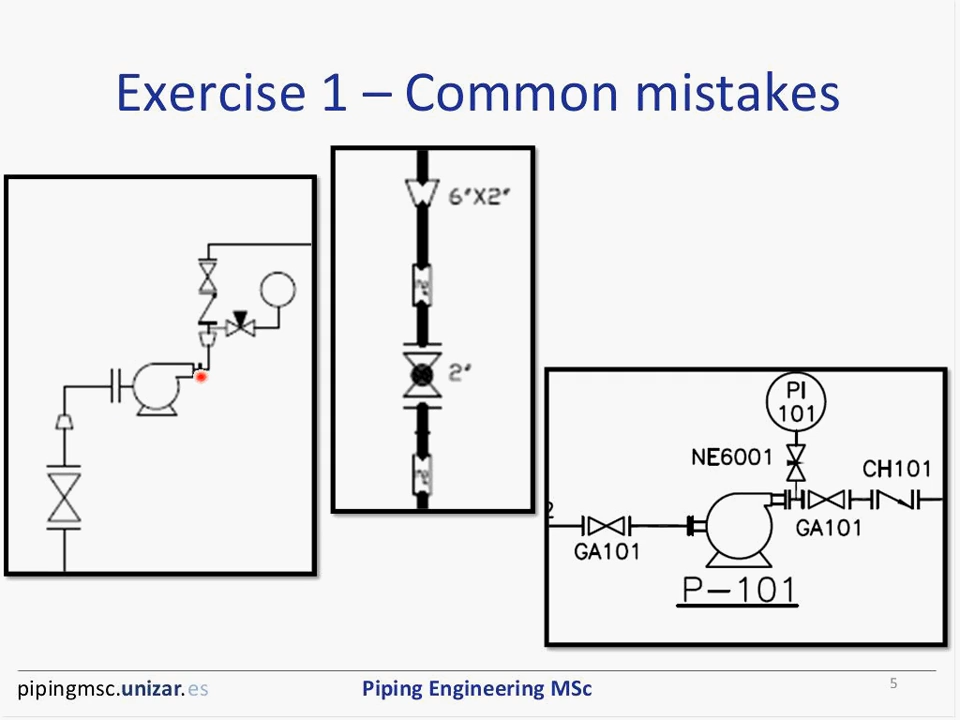 Exercise 1 – Common mistakes
6"X2"
2"
PI
101
NE6001
CH101
2
GA101
GA101
P-101
pipingmsc.unizar.es
Piping Engineering MSc
5